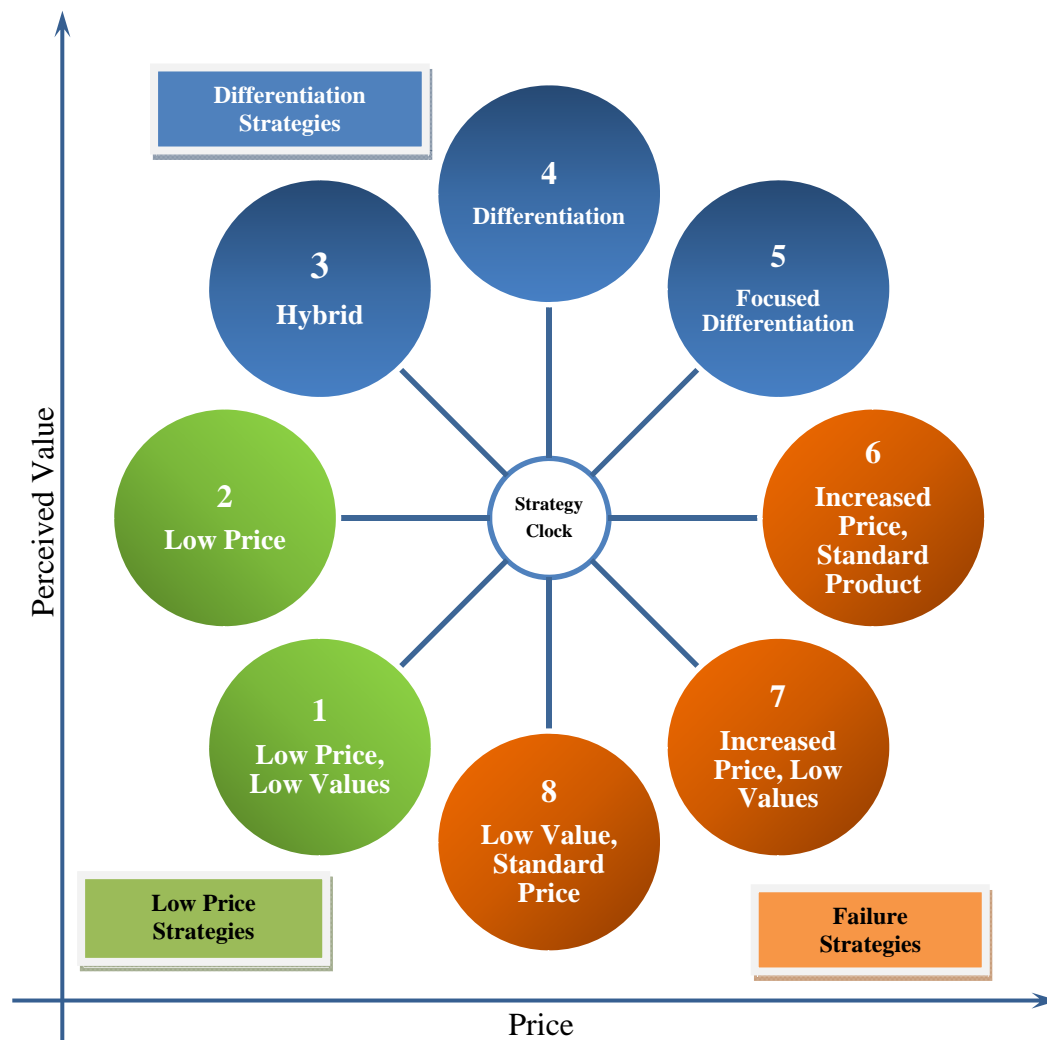 Differentiation
Strategies
4
Differentiation
3
Hybrid
5
Focused
Differentiation
Perceived Value
2
Low Price
Strategy
Clock
6
Increased
Price,
Standard
Product
1
Low Price,
Low Values
7
Increased
Price, Low
Values
8
Low Value,
Standard
Price
Low Price
Strategies
Failure
Strategies
Price